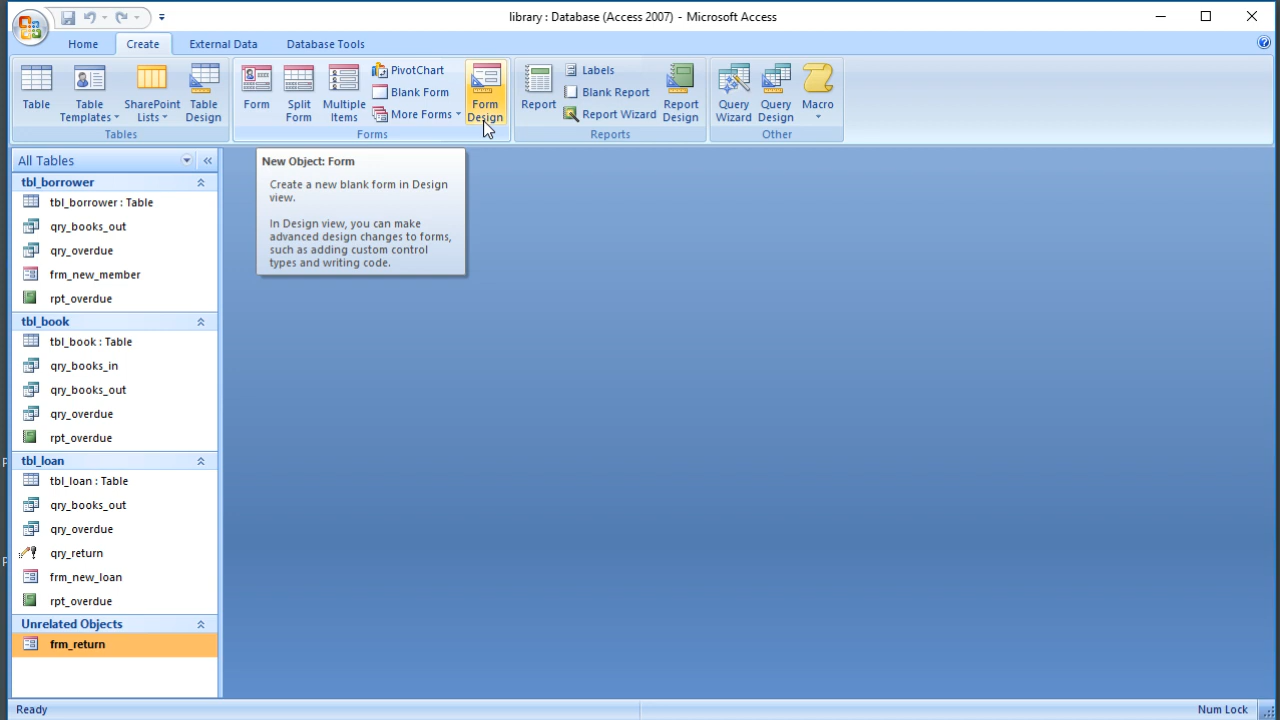 library : Database (Access 2007) - Microsoft Access
Home Create External Data Database Tools
Table
Table
Templates
SharePoint
Lists
Table
Design
Tables
Form
Split
Form
Multiple
Items
PivotChart
Blank Form
More Forms
Form
Design
Forms
Report
Labels
Blank Report
Report Wizard
Report
Design
Reports
Query
Wizard
Query
Design
Macro
Other
All Tables
New Object: Form
Create a new blank form in Design
view.
In Design view, you can make
advanced design changes to forms,
such as adding custom control
types and writing code.
tbl_borrower
tbl_borrower : Table
qry_books_out
qry_overdue
frm_new_member
rpt_overdue
tbl_book
tbl_book : Table
qry_books_in
qry_books_out
qry_overdue
rpt_overdue
tbl_loan
tbl_loan : Table
qry_books_out
qry_overdue
qry_return
frm_new_loan
rpt_overdue
Unrelated Objects
frm_return
Ready
Num Lock